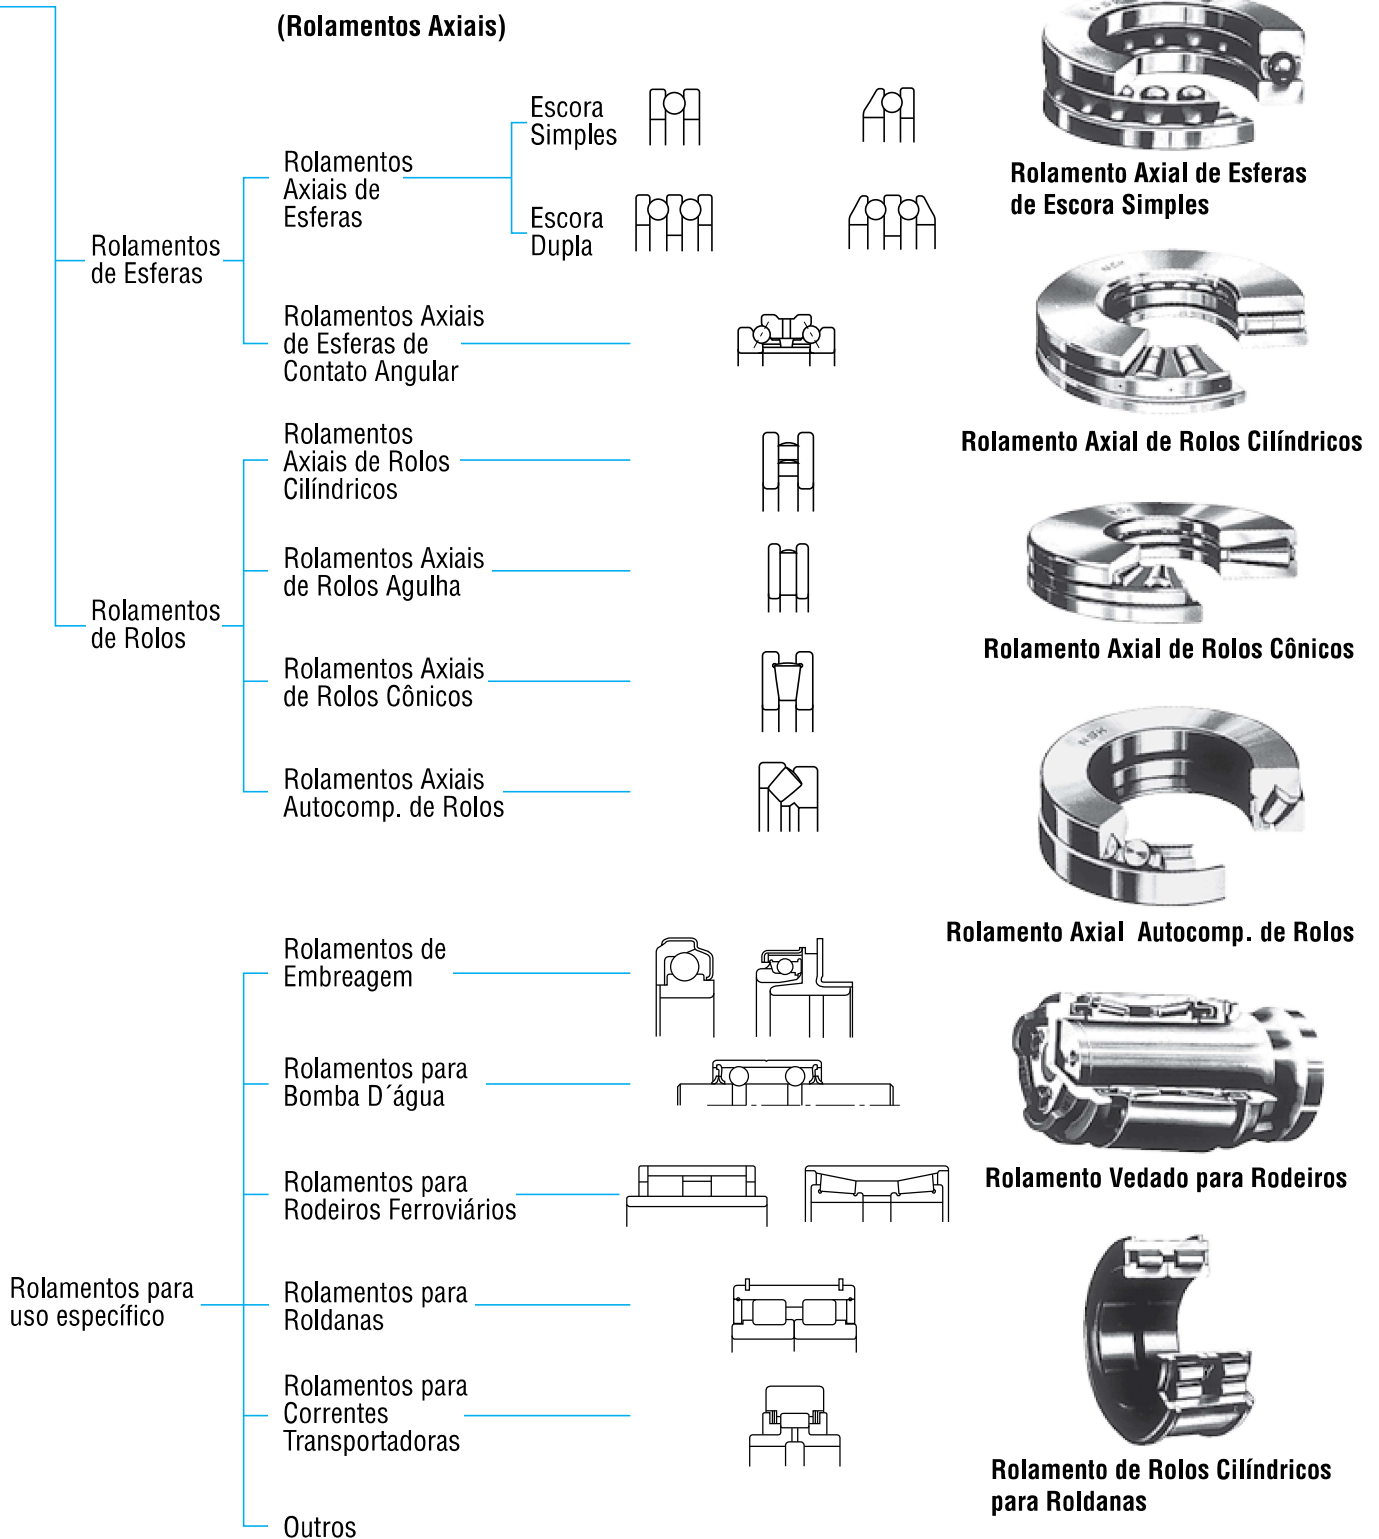 (Rolamentos Axiais)
Escora
Simples
Rolamentos
Axiais de
Esferas
Escora
Dupla
Rolamentos
de Esferas
Rolamentos Axiais
de Esferas de
Contato Angular
Rolamentos
Axiais de Rolos
Cilíndricos
Rolamentos Axiais
de Rolos Agulha
Rolamentos
de Rolos
Rolamentos Axiais
de Rolos Cônicos
Rolamentos Axiais
Autocomp. de Rolos
Rolamentos de
Embreagem
Rolamentos para
Bomba D´água
Rolamentos para
Rodeiros Ferroviários
Rolamentos para
uso específico
Rolamentos para
Roldanas
Rolamentos para
Correntes
Transportadoras
Outros
Rolamento Axial de Esferas
de Escora Simples
NSK
Rolamento Axial de Rolos Cilíndricos
NSK
Rolamento Axial de Rolos Cônicos
NSK
Rolamento Axial  Autocomp. de Rolos
Rolamento Vedado para Rodeiros
Rolamento de Rolos Cilíndricos
para Roldanas